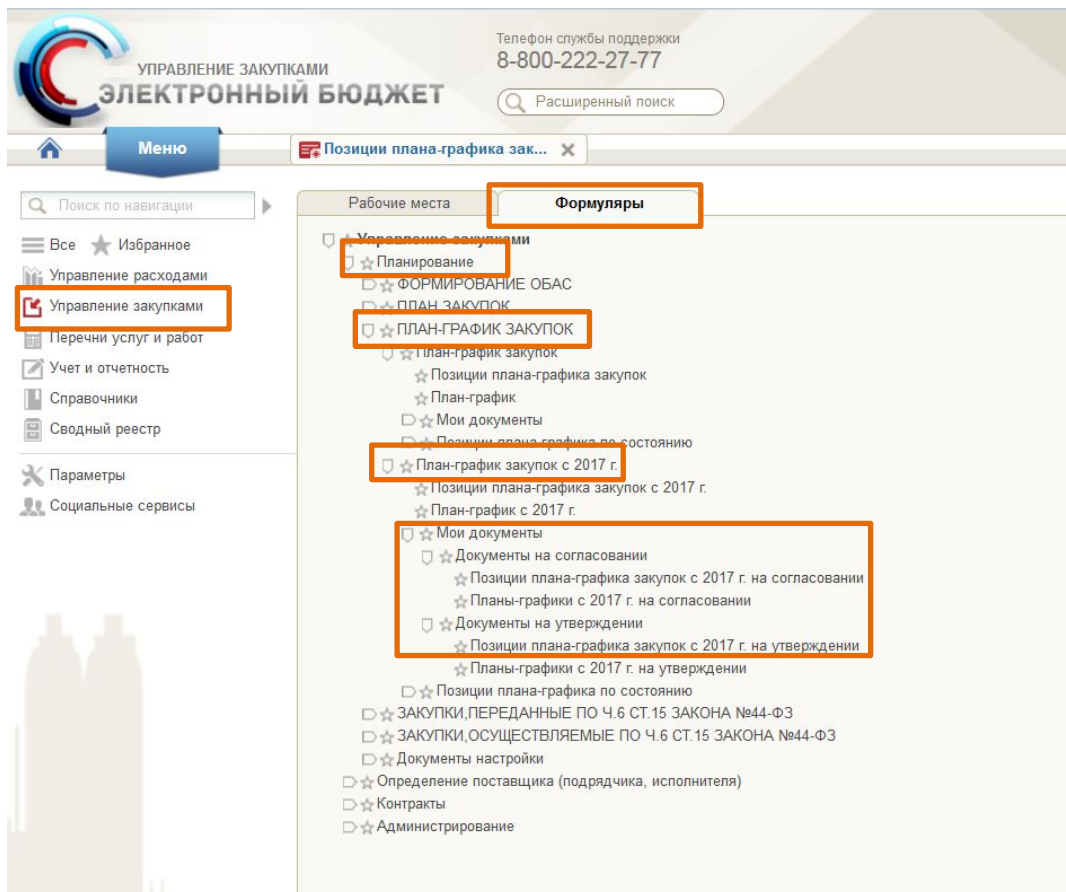 Телефон службы поддержки
8-800-222-27-77
УПРАВЛЕНИЕ ЗАКУПКАМИ
ЭЛЕКТРОННЫЙ БЮДЖЕТ
Расширенный поиск
Меню
Позиции плана-графика зак...
Поиск по навигации
Все Избранное
Управление расходами
Управление закупками
Перечни услуг и работ
Учет и отчетность
Справочники
Сводный реестр
Параметры
Социальные сервисы
Рабочие места
Формуляры
Управление закупками
Планирование
ФОРМИРОВАНИЕ ОБАС
ПЛАН ЗАКУПОК
ПЛАН-ГРАФИК ЗАКУПОК
План-график закупок
Позиции плана-графика закупок
План-график
Мои документы
Позиции плана-графика по состоянию
План-график закупок с 2017 г.
Позиции плана-графика закупок с 2017 г.
План-график с 2017 г.
Мои документы
Документы на согласовании
Позиции плана-графика закупок с 2017 г. на согласовании
Планы-графики с 2017 г. на согласовании
Документы на утверждении
Позиции плана-графика закупок с 2017 г. на утверждении
Планы-графики с 2017 г. на утверждении
Позиции плана-графика по состоянию
ЗАКУПКИ,ПЕРЕДАННЫЕ ПО Ч.6 СТ.15 ЗАКОНА №44-ФЗ
ЗАКУПКИ,ОСУЩЕСТВЛЯЕМЫЕ ПО Ч.6 СТ.15 ЗАКОНА №44-ФЗ
Документы настройки
Определение поставщика (подрядчика, исполнителя)
Контракты
Администрирование